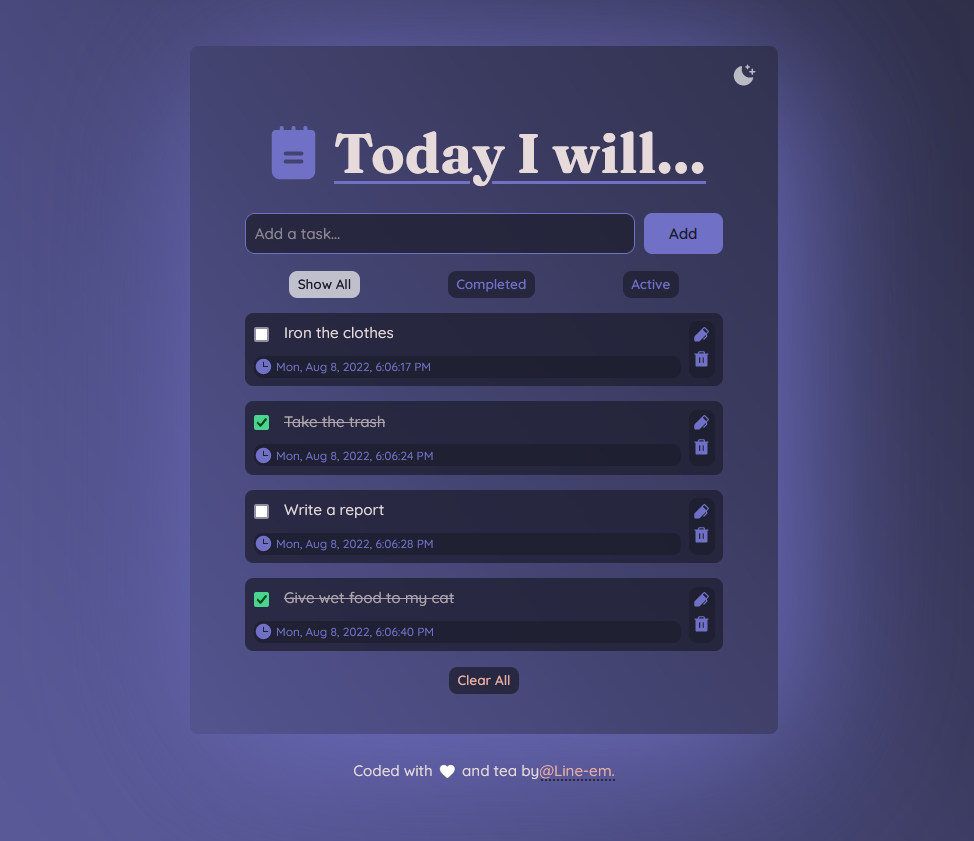 Today I will...
Add a task...
Add
Show All
Completed
Active
Iron the clothes
Mon, Aug 8, 2022, 6:06:17 PM
Take the trash
Mon, Aug 8, 2022, 6:06:24 PM
Write a report
Mon, Aug 8, 2022, 6:06:28 PM
Give wet food to my cat
Mon, Aug 8, 2022, 6:06:40 PM
Clear All
Coded with and tea by@Line-em.